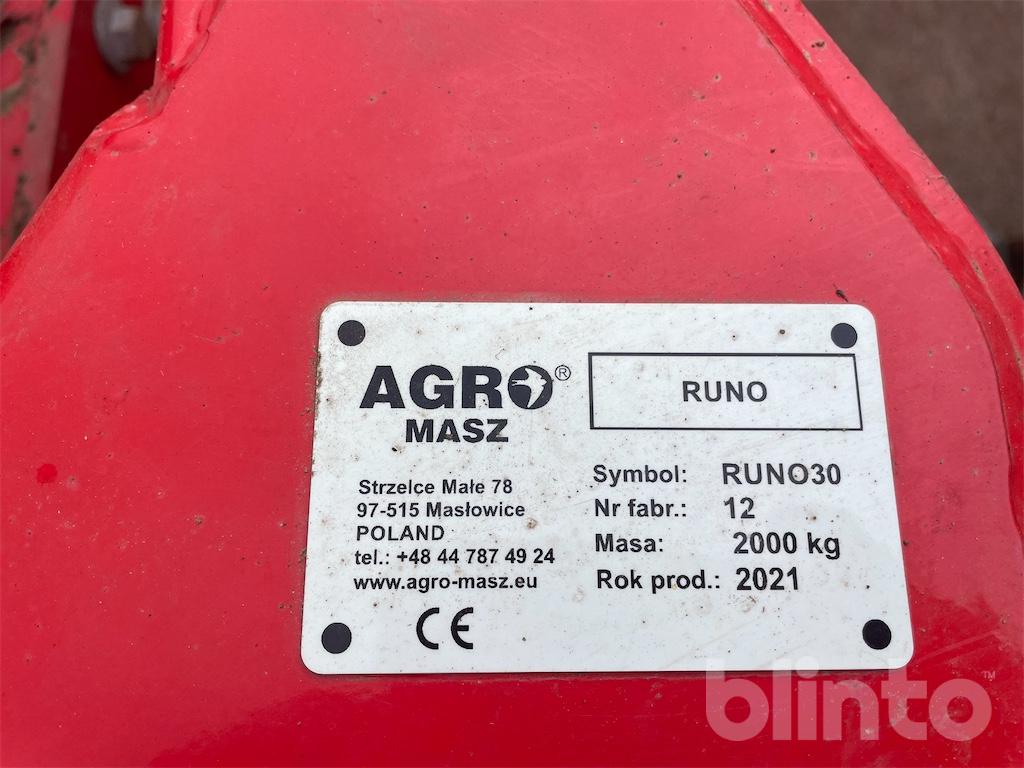 AGRO®
MASZ
RUNO
Strzelce Małe 78
97-515 Masłowice
POLAND
tel.: +48 44 787 49 24
www.agro-masz.eu
CE
Symbol: RUNO30
Nr fabr.: 12
Masa: 2000 kg
Rok prod.: 2021
blinto™